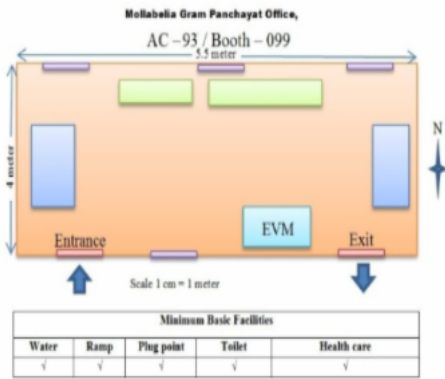 Mollabelia Gram Panchayat Office,
AC – 93 / Booth – 099
5.5 meter
4 meter
N
EVM
Entrance
Exit
Scale 1 cm = 1 meter
Minimum Basic Facilities
Water Ramp Plug point Toilet Health care
√ √ √ √ √